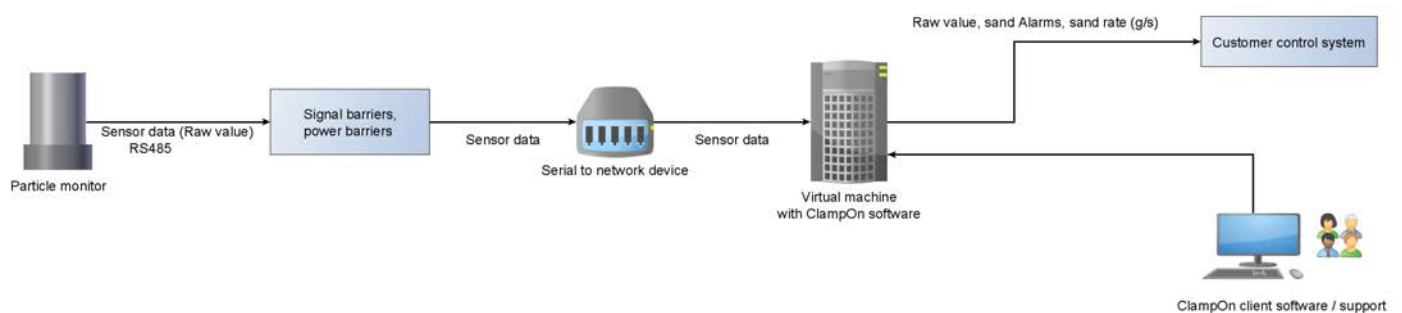 Raw value, sand Alarms, sand rate (g/s)
Customer control system
Signal barriers,
power barriers
Sensor data (Raw value)
RS485
Sensor data
Sensor data
Particle monitor
Serial to network device
Virtual machine
with ClampOn software
ClampOn client software / support